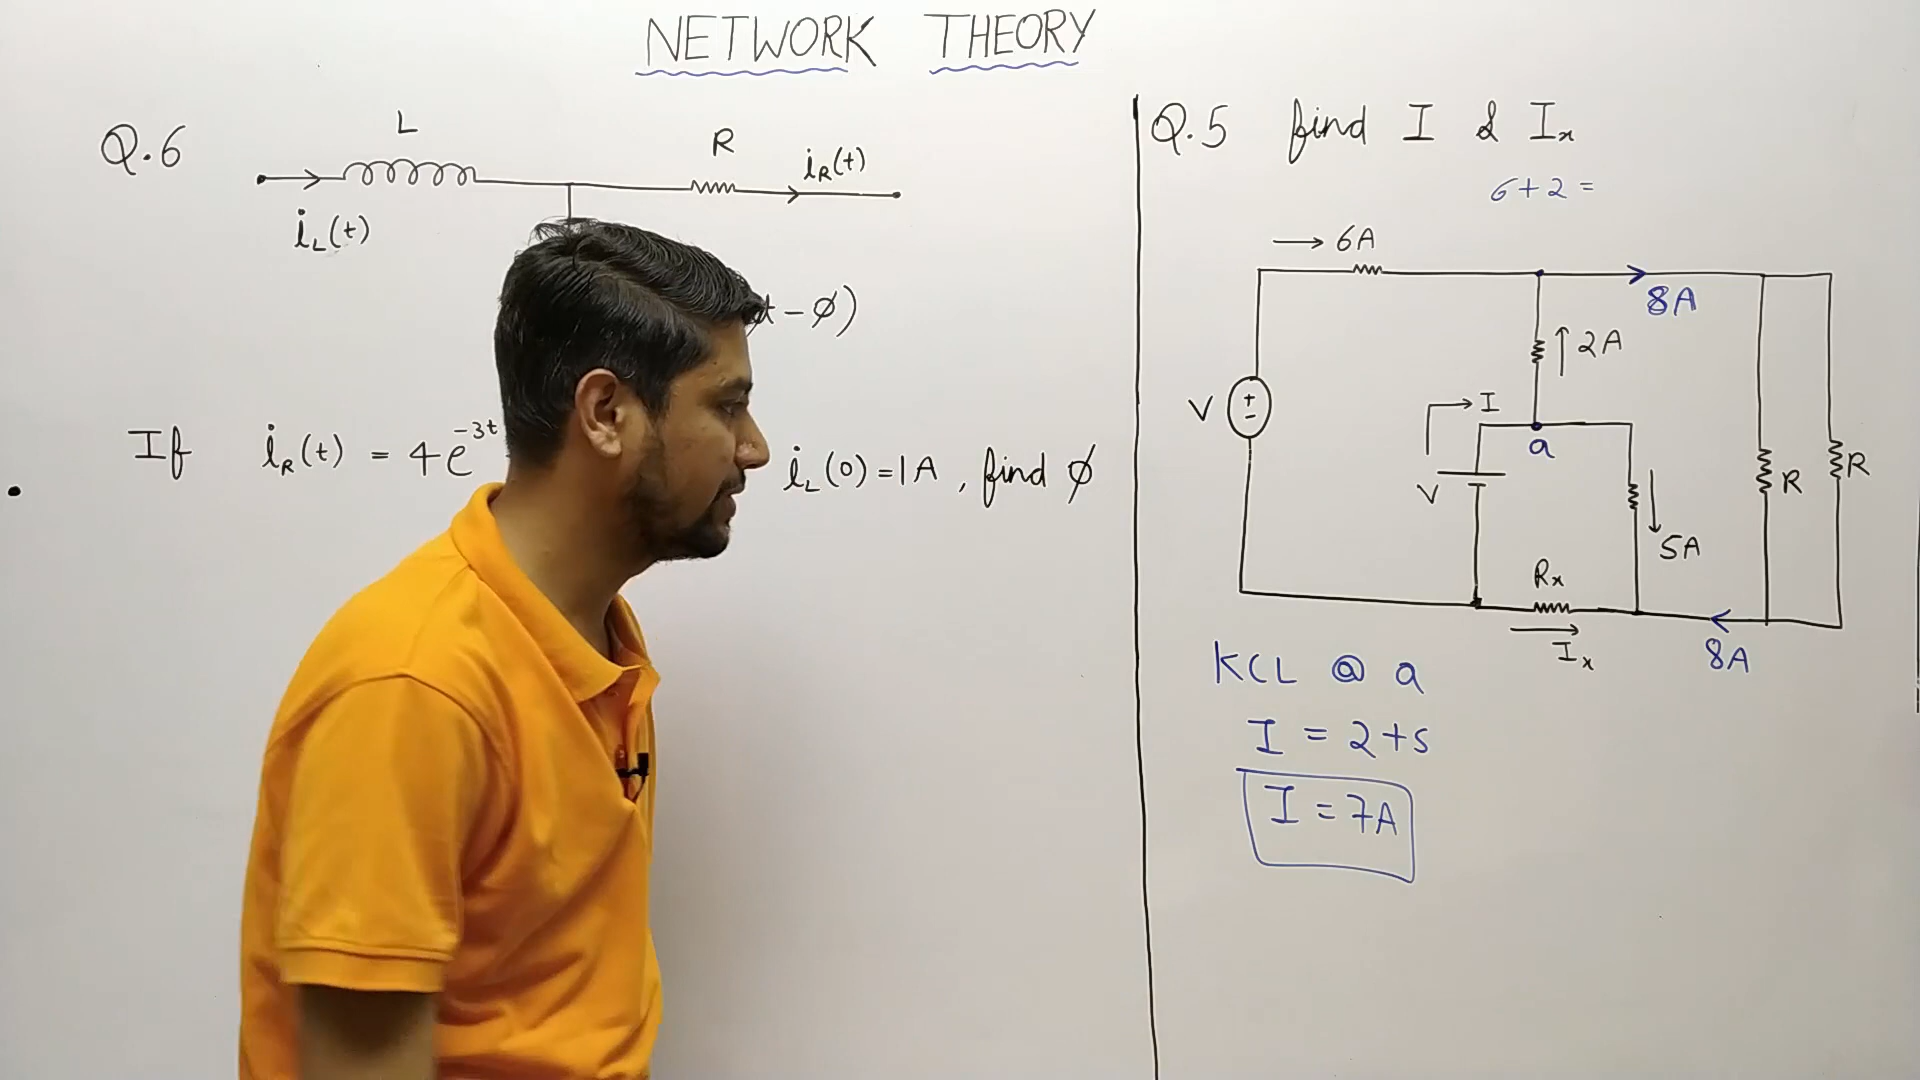 NETWORK THEORY
Q.6
L
R
iR(t)
iL(t)
t - ø)
If iR(t) = 4e^-3t iL(0) = 1A , find ø
Q.5 find I & Ix
6+2 =
→ 6A
8A
↑ 2A
→ I
V
a
V
R
R
5A
Rx
Ix
8A
KCL @ a
I = 2+5
I = 7A